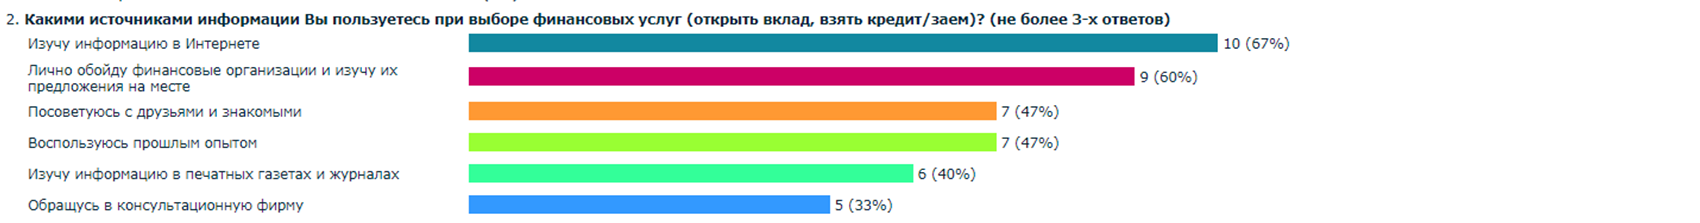 2. Какими источниками информации Вы пользуетесь при выборе финансовых услуг (открыть вклад, взять кредит/заем)? (не более 3-х ответов)
Изучу информацию в Интернете 10 (67%)
Лично обойду финансовые организации и изучу их
предложения на месте 9 (60%)
Посоветуюсь с друзьями и знакомыми 7 (47%)
Воспользуюсь прошлым опытом 7 (47%)
Изучу информацию в печатных газетах и журналах 6 (40%)
Обращусь в консультационную фирму 5 (33%)